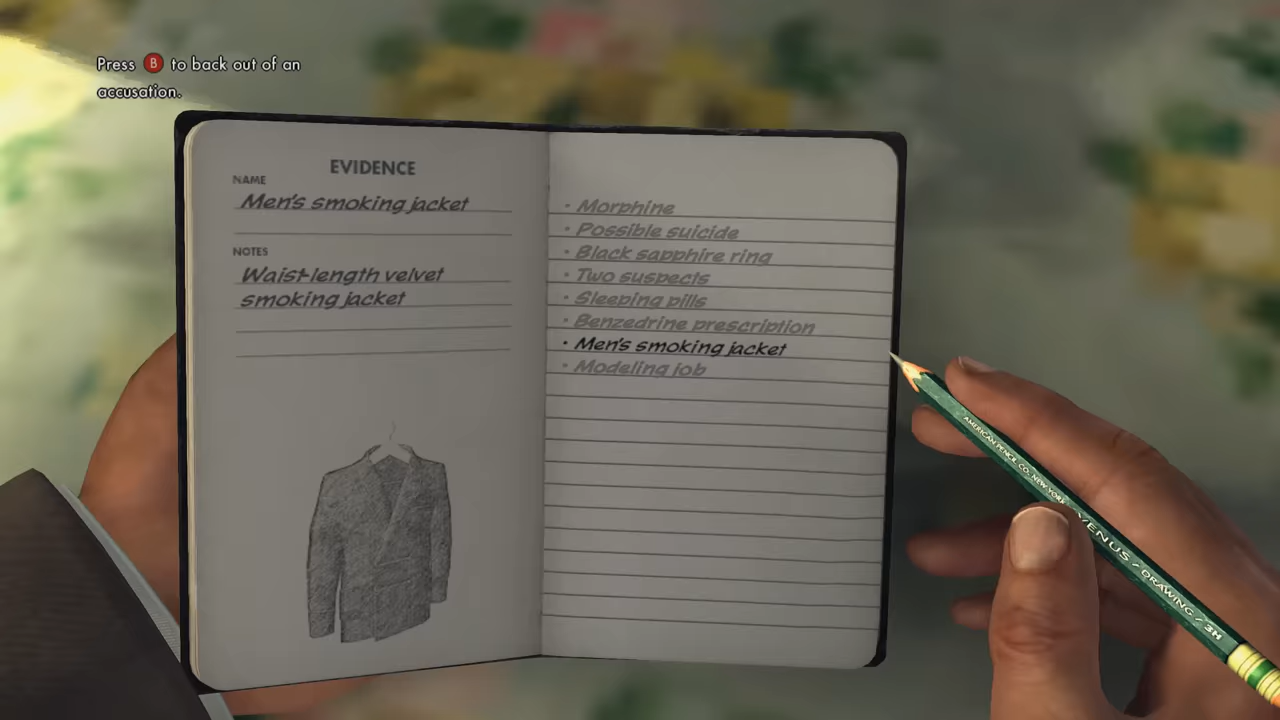 Press B to back out of an
accusation.
EVIDENCE
NAME
Men's smoking jacket
NOTES
Waist-length velvet
smoking jacket
• Morphine
• Possible suicide
• Black sapphire ring
• Two suspects
• Sleeping pills
• Benzedrine prescription
• Men's smoking jacket
• Modeling job
AMERICAN PENCIL CO. NEW YORK VENUS / DRAWING / 3H